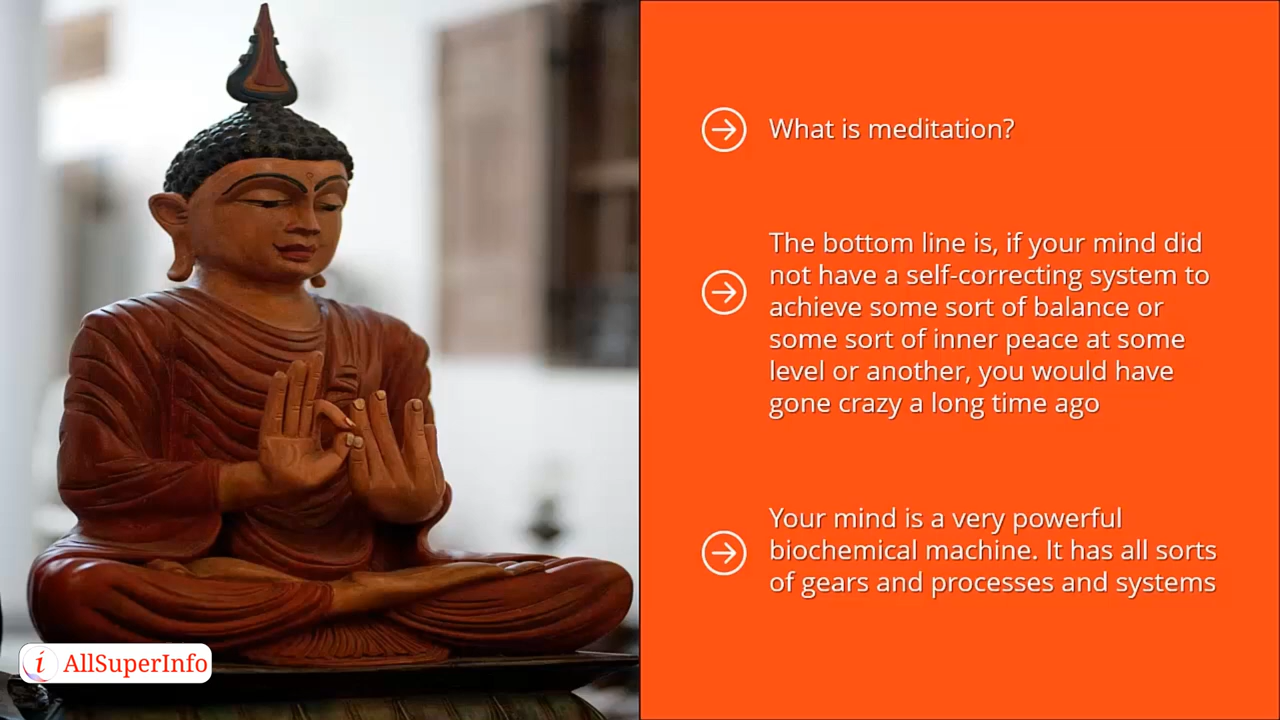 What is meditation?
The bottom line is, if your mind did
not have a self-correcting system to
achieve some sort of balance or
some sort of inner peace at some
level or another, you would have
gone crazy a long time ago
Your mind is a very powerful
biochemical machine. It has all sorts
of gears and processes and systems
i AllSuperInfo